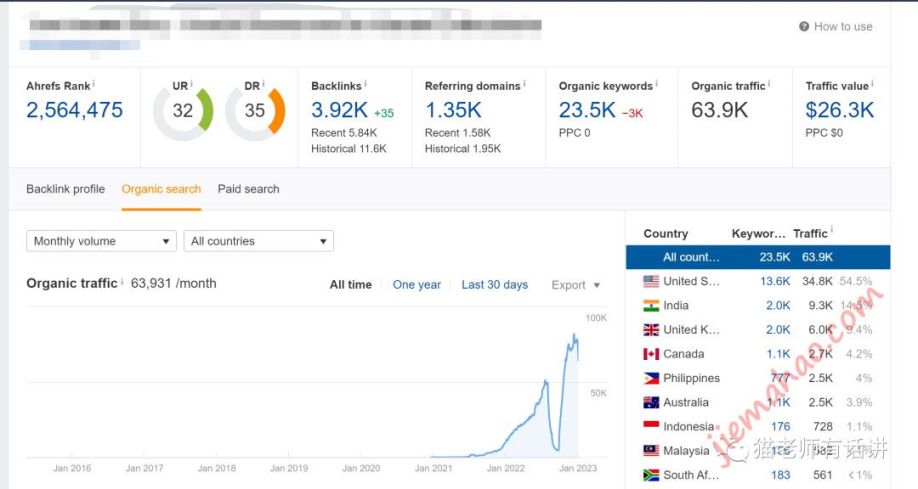 How to use
Ahrefs Rank UR DR Backlinks Referring domains Organic keywords Organic traffic Traffic value
2,564,475 32 35 3.92K +35 1.35K 23.5K -3K 63.9K $26.3K
Recent 5.84K Recent 1.58K PPC 0 PPC $0
Historical 11.6K Historical 1.95K
Backlink profile Organic search Paid search
Monthly volume All countries
Organic traffic 63,931 /month All time One year Last 30 days Export
100K
50K
Jan 2016 Jan 2017 Jan 2018 Jan 2019 Jan 2020 Jan 2021 Jan 2022 Jan 2023
Country Keywor... Traffic
All count... 23.5K 63.9K
United S... 13.6K 34.8K 54.5%
India 2.0K 9.3K
United K... 2.0K 6.0K 9.4%
Canada 1.1K 2.7K 4.2%
Philippines 777 2.5K 4%
Australia 1.1K 2.5K 3.9%
Indonesia 176 728 1.1%
Malaysia
South Af... 183 561 <1%
jiemahao.com
猫老师有话讲